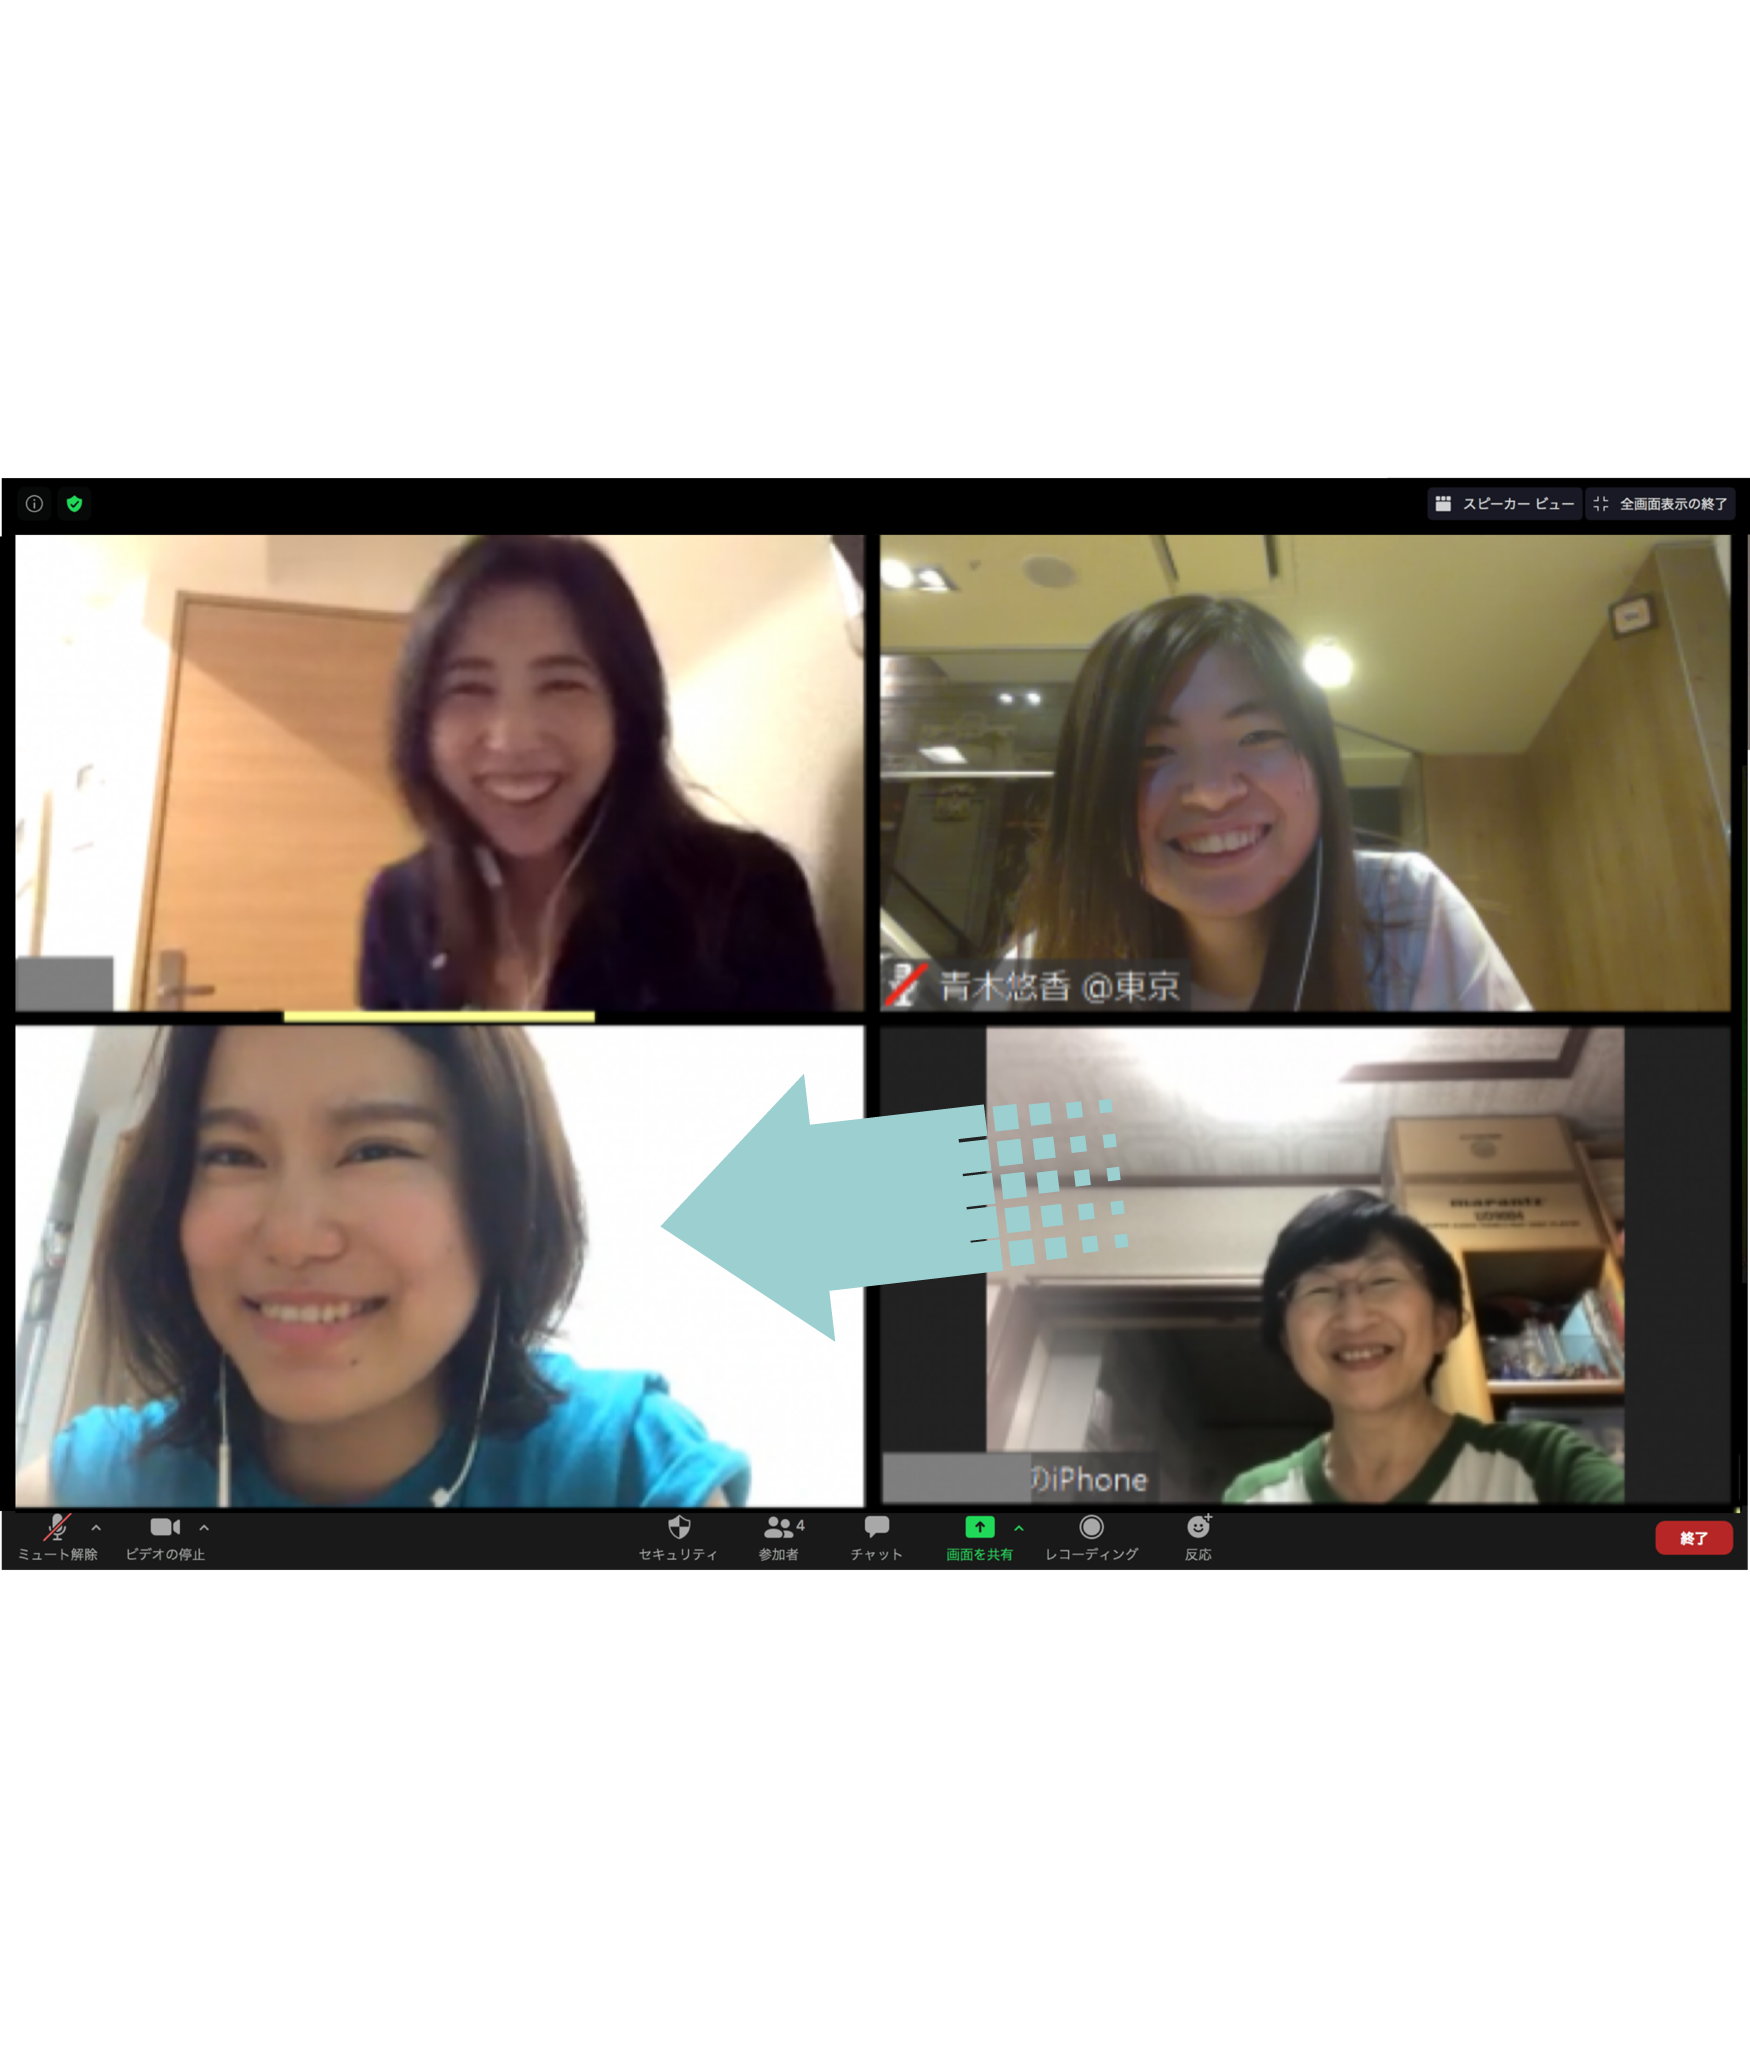 スピーカー ビュー
全画面表示の終了
青木悠香 @東京
marantz
UD9004
のiPhone
ミュート解除
ビデオの停止
セキュリティ
4
参加者
チャット
画面を共有
レコーディング
反応
終了